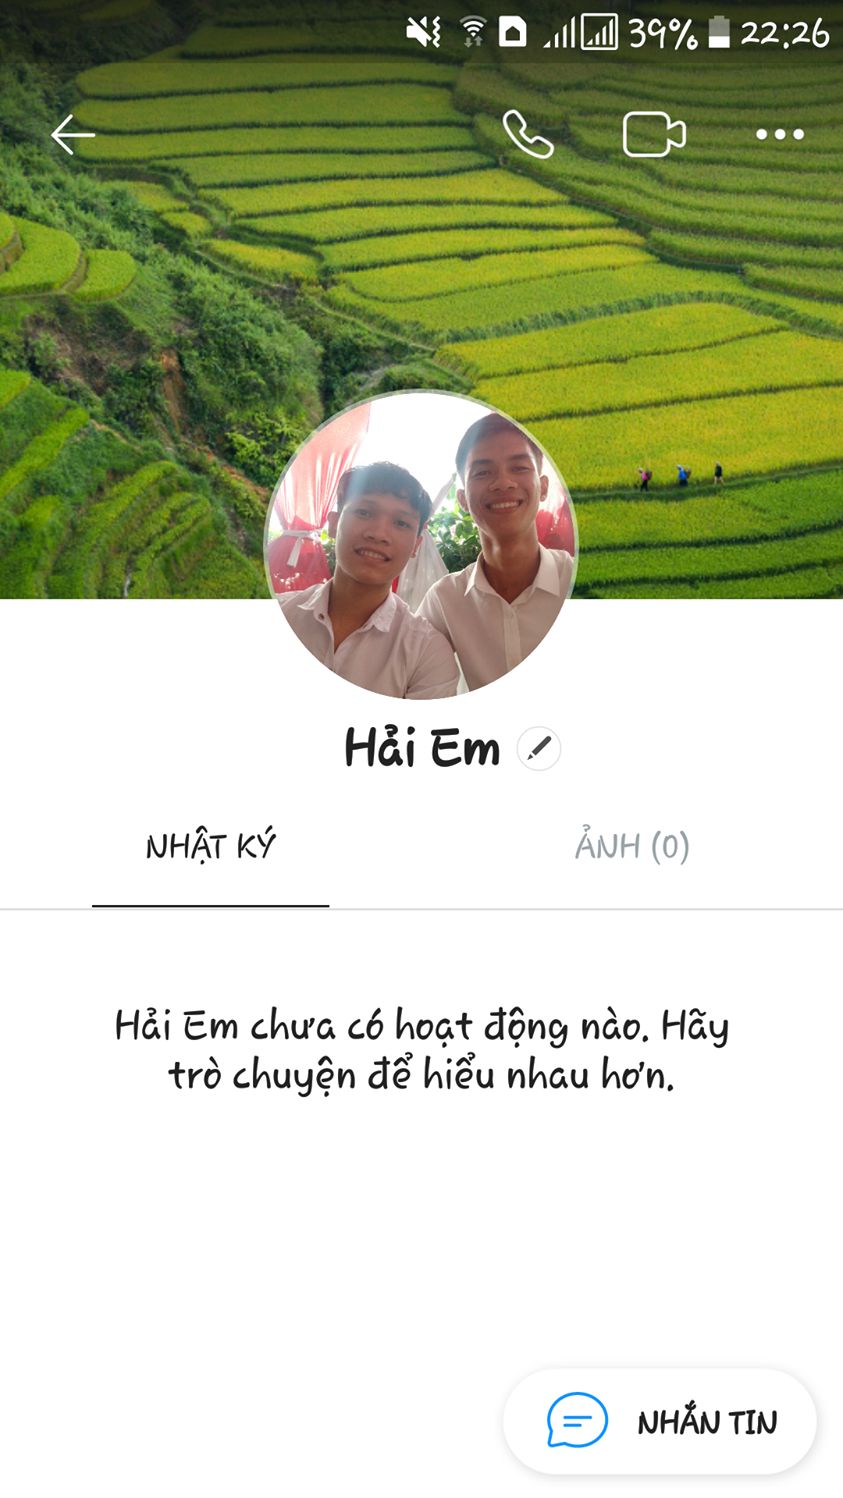 39% 22:26
Hải Em
NHẬT KÝ
ẢNH (0)
Hải Em chưa có hoạt động nào. Hãy
trò chuyện để hiểu nhau hơn.
NHẮN TIN